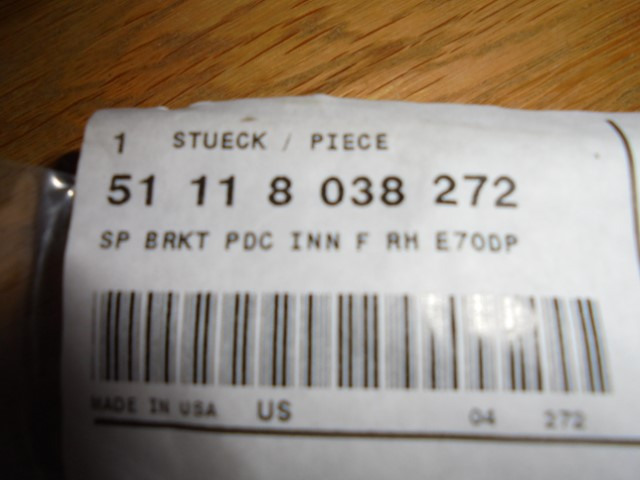 1 STUECK / PIECE
51 11 8 038 272
SP BRKT PDC INN F RH E70DP
MADE IN USA US 04 272